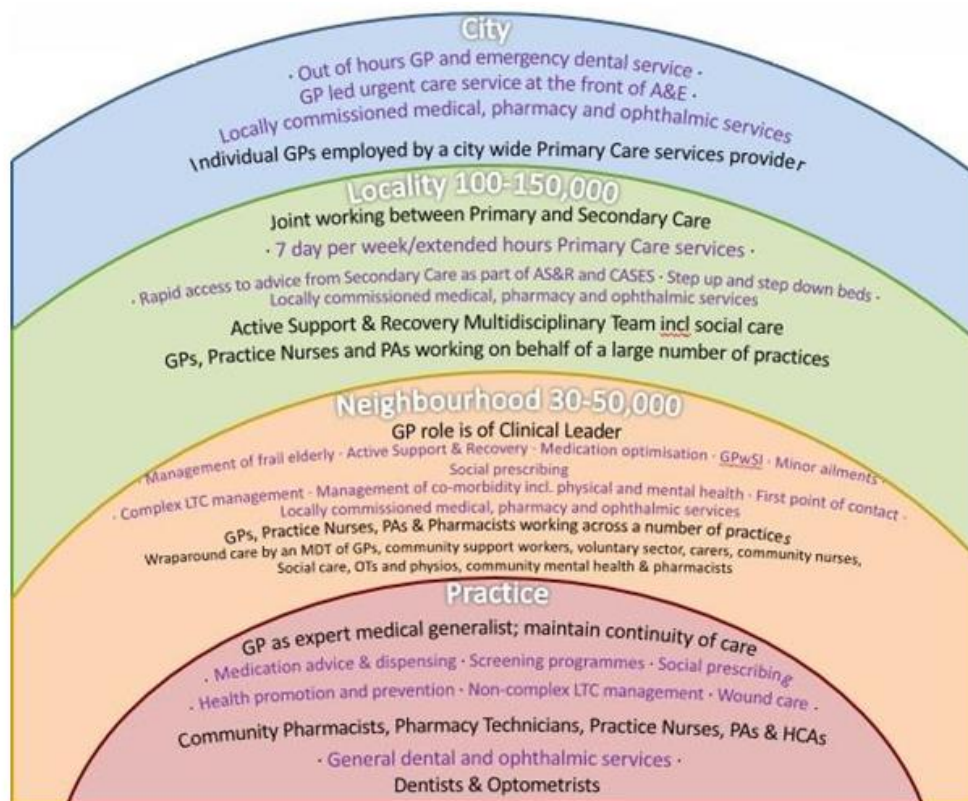 City
· Out of hours GP and emergency dental service ·
GP led urgent care service at the front of A&E ·
Locally commissioned medical, pharmacy and ophthalmic services
Individual GPs employed by a city wide Primary Care services provider
Locality 100-150,000
Joint working between Primary and Secondary Care
· 7 day per week/extended hours Primary Care services ·
· Rapid access to advice from Secondary Care as part of AS&R and CASES · Step up and step down beds ·
Locally commissioned medical, pharmacy and ophthalmic services
Active Support & Recovery Multidisciplinary Team incl social care
GPs, Practice Nurses and PAs working on behalf of a large number of practices
Neighbourhood 30-50,000
GP role is of Clinical Leader
· Management of frail elderly · Active Support & Recovery · Medication optimisation · GPwSI · Minor ailments ·
Social prescribing
· Complex LTC management · Management of co-morbidity incl. physical and mental health · First point of contact ·
Locally commissioned medical, pharmacy and ophthalmic services
GPs, Practice Nurses, PAs & Pharmacists working across a number of practices
Wraparound care by an MDT of GPs, community support workers, voluntary sector, carers, community nurses,
Social care, OTs and physios, community mental health & pharmacists
Practice
GP as expert medical generalist; maintain continuity of care
· Medication advice & dispensing · Screening programmes · Social prescribing
· Health promotion and prevention · Non-complex LTC management · Wound care ·
Community Pharmacists, Pharmacy Technicians, Practice Nurses, PAs & HCAs
· General dental and ophthalmic services ·
Dentists & Optometrists